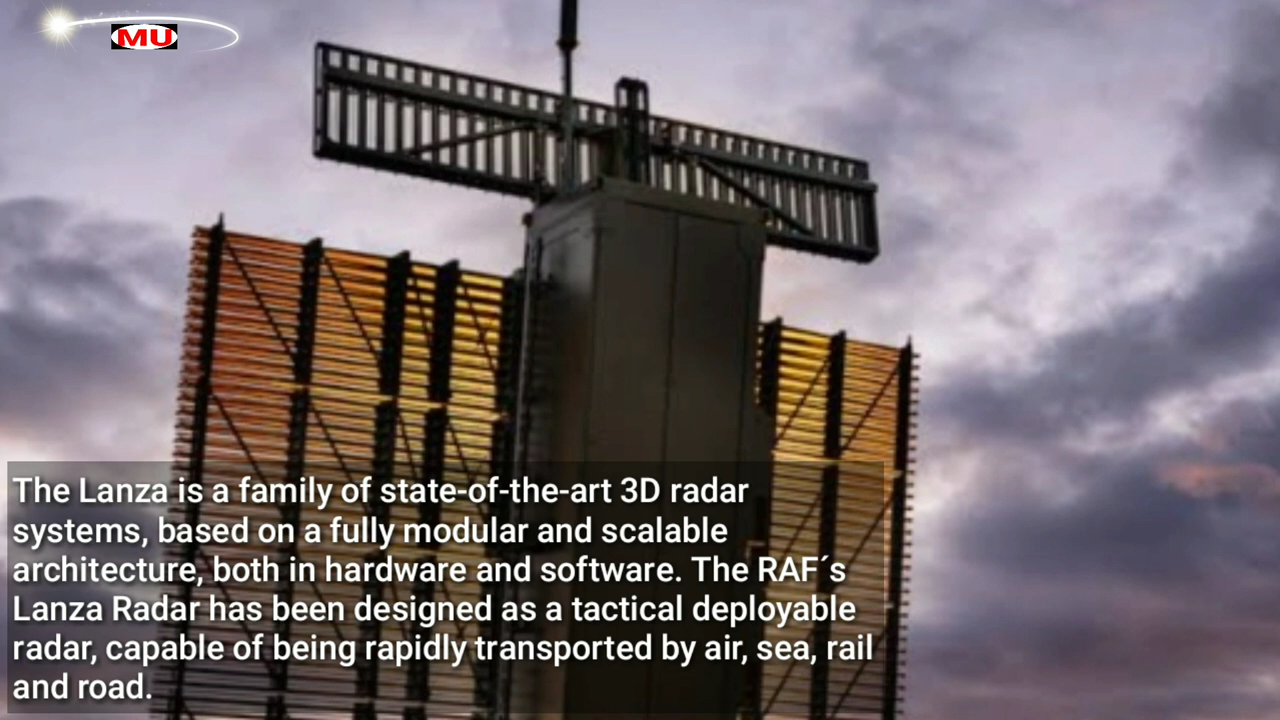 MU
The Lanza is a family of state-of-the-art 3D radar
systems, based on a fully modular and scalable
architecture, both in hardware and software. The RAF´s
Lanza Radar has been designed as a tactical deployable
radar, capable of being rapidly transported by air, sea, rail
and road.